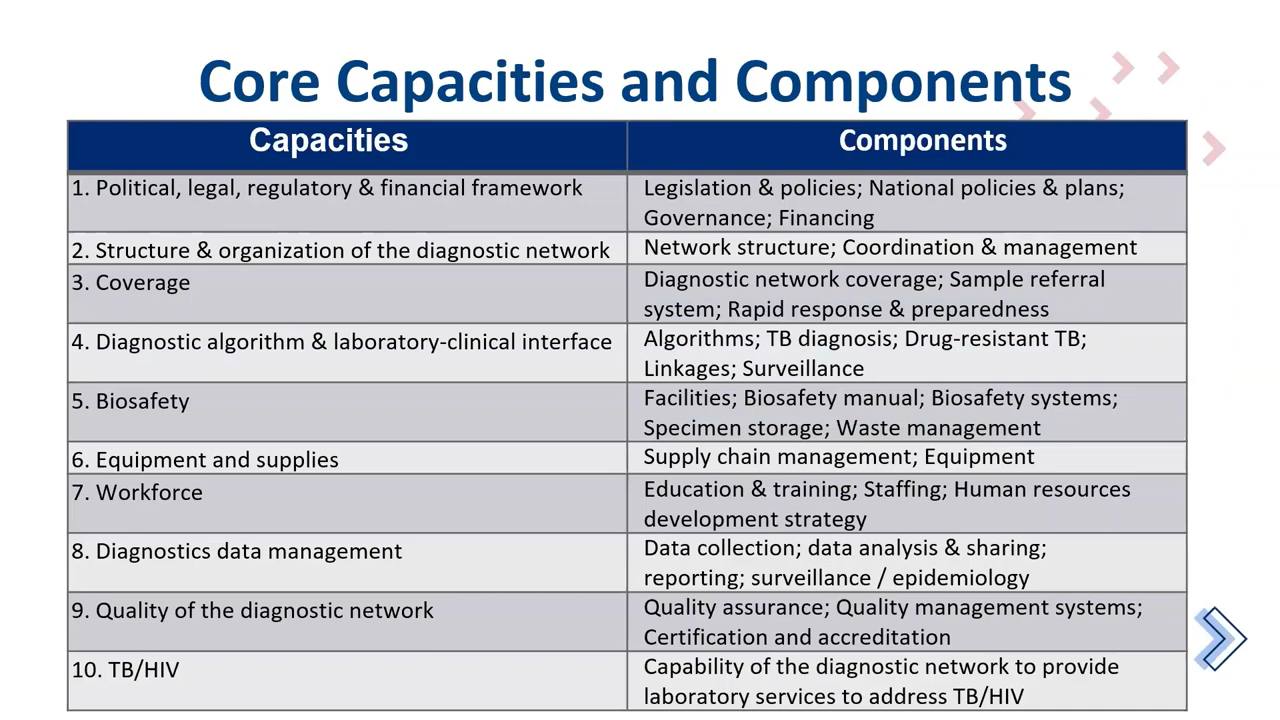 Core Capacities and Components
Capacities
Components
1. Political, legal, regulatory & financial framework
Legislation & policies; National policies & plans;
Governance; Financing
2. Structure & organization of the diagnostic network
Network structure; Coordination & management
3. Coverage
Diagnostic network coverage; Sample referral
system; Rapid response & preparedness
4. Diagnostic algorithm & laboratory-clinical interface
Algorithms; TB diagnosis; Drug-resistant TB;
Linkages; Surveillance
5. Biosafety
Facilities; Biosafety manual; Biosafety systems;
Specimen storage; Waste management
6. Equipment and supplies
Supply chain management; Equipment
7. Workforce
Education & training; Staffing; Human resources
development strategy
8. Diagnostics data management
Data collection; data analysis & sharing;
reporting; surveillance / epidemiology
9. Quality of the diagnostic network
Quality assurance; Quality management systems;
Certification and accreditation
10. TB/HIV
Capability of the diagnostic network to provide
laboratory services to address TB/HIV